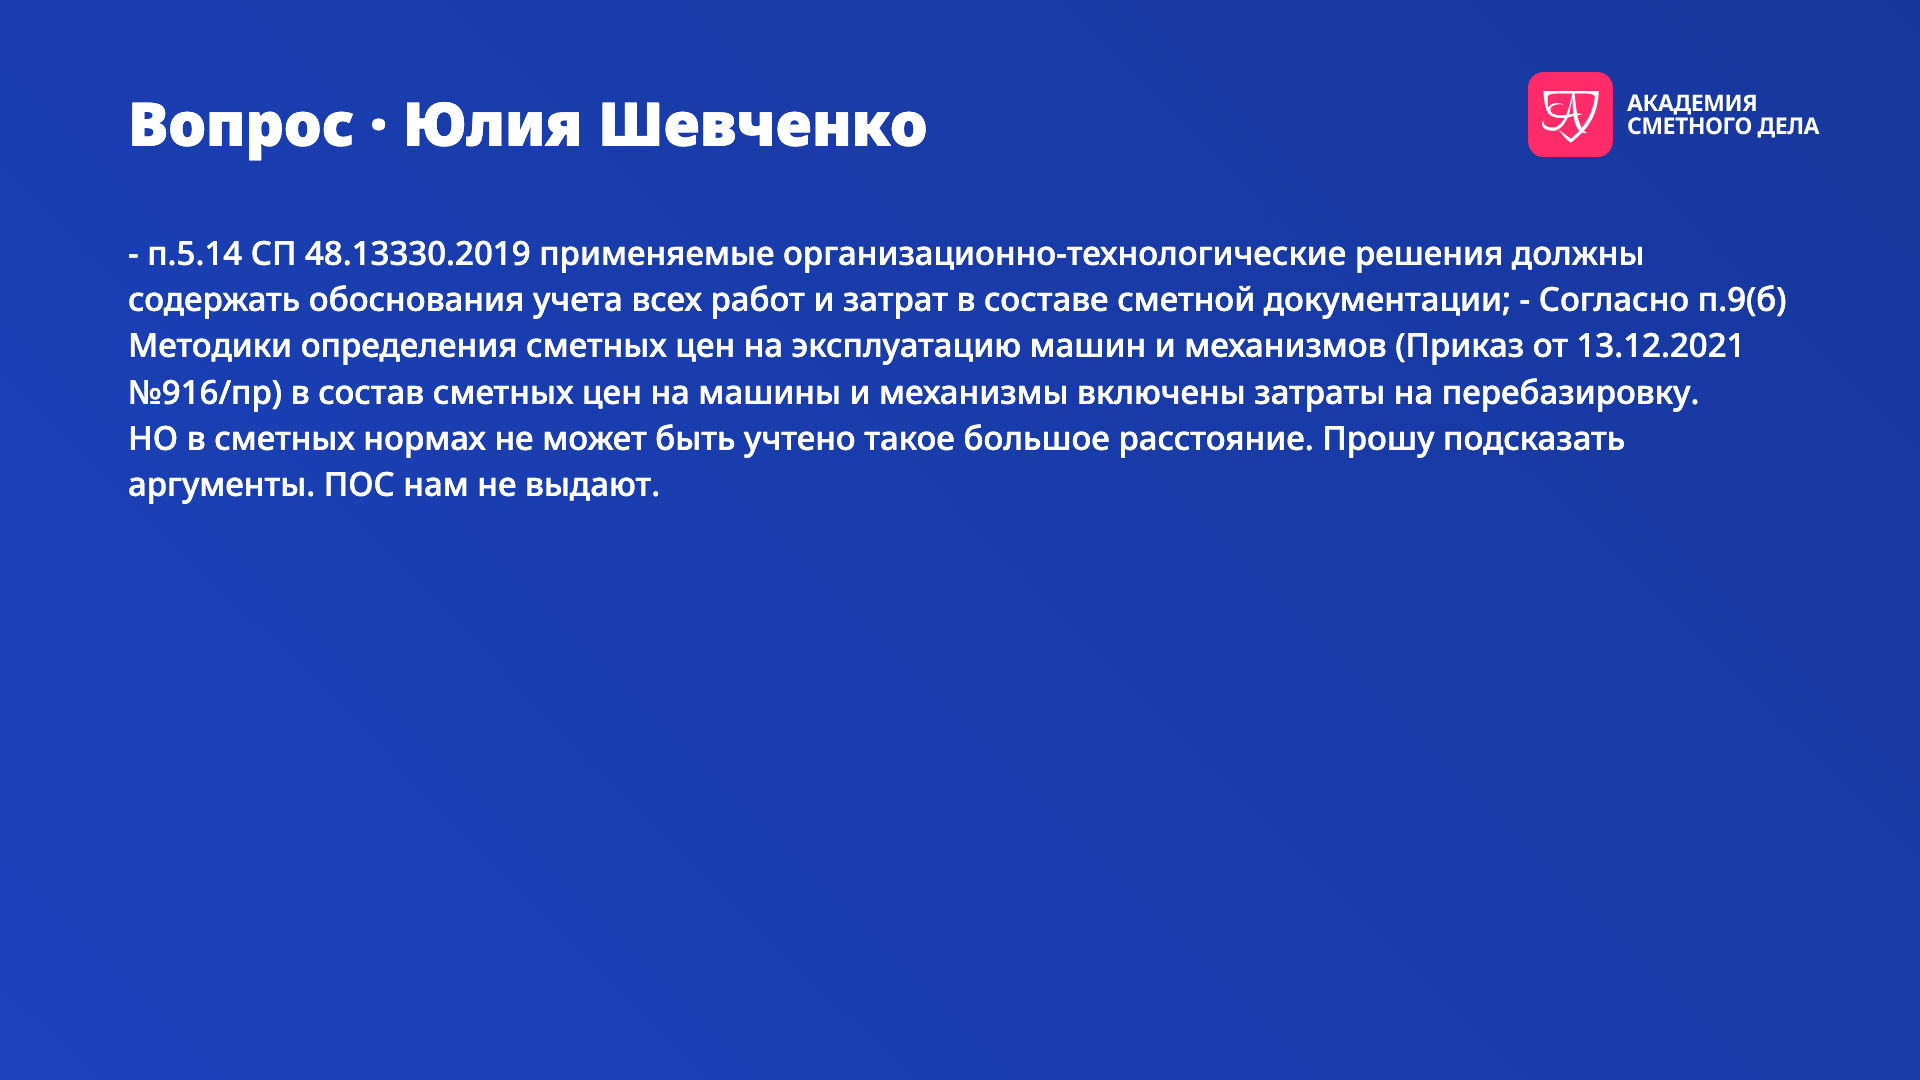 Вопрос · Юлия Шевченко
АКАДЕМИЯ
СМЕТНОГО ДЕЛА
- п.5.14 СП 48.13330.2019 применяемые организационно-технологические решения должны
содержать обоснования учета всех работ и затрат в составе сметной документации; - Согласно п.9(б)
Методики определения сметных цен на эксплуатацию машин и механизмов (Приказ от 13.12.2021
№916/пр) в состав сметных цен на машины и механизмы включены затраты на перебазировку.
НО в сметных нормах не может быть учтено такое большое расстояние. Прошу подсказать
аргументы. ПОС нам не выдают.